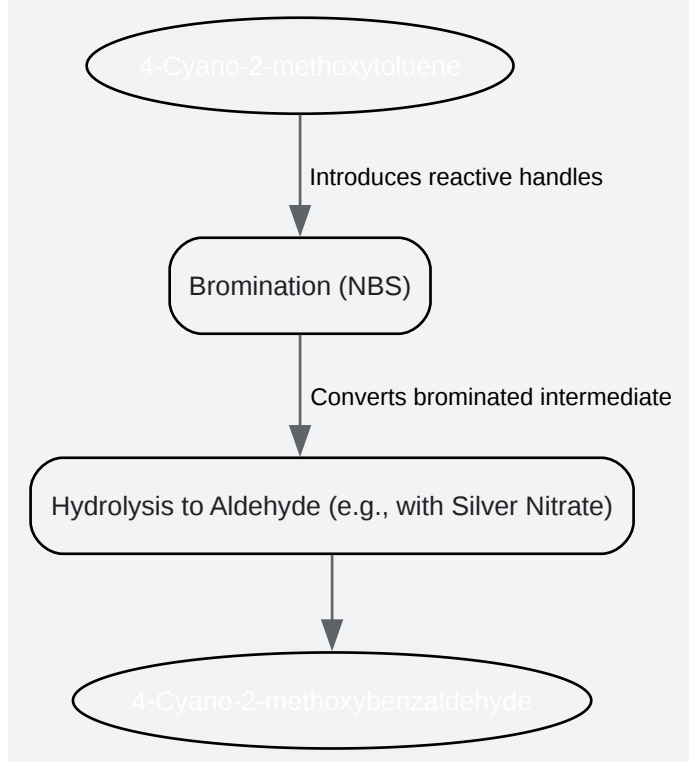 4-Cyano-2-methoxytoluene
Introduces reactive handles
Bromination (NBS)
Converts brominated intermediate
Hydrolysis to Aldehyde (e.g., with Silver Nitrate)
4-Cyano-2-methoxybenzaldehyde